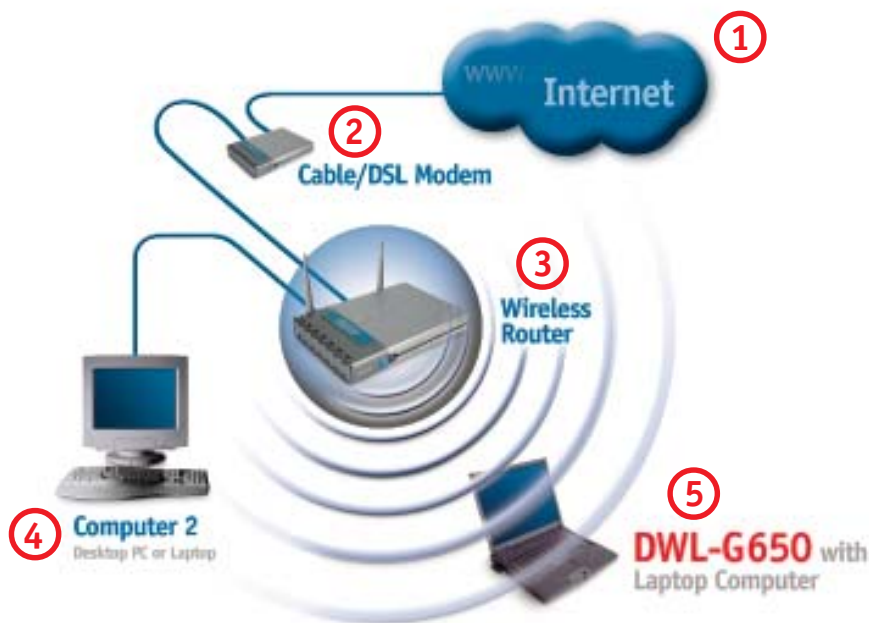 1
www.
Internet
2
Cable/DSL Modem
3
Wireless
Router
4
Computer 2
Desktop PC or Laptop
5
DWL-G650 with
Laptop Computer